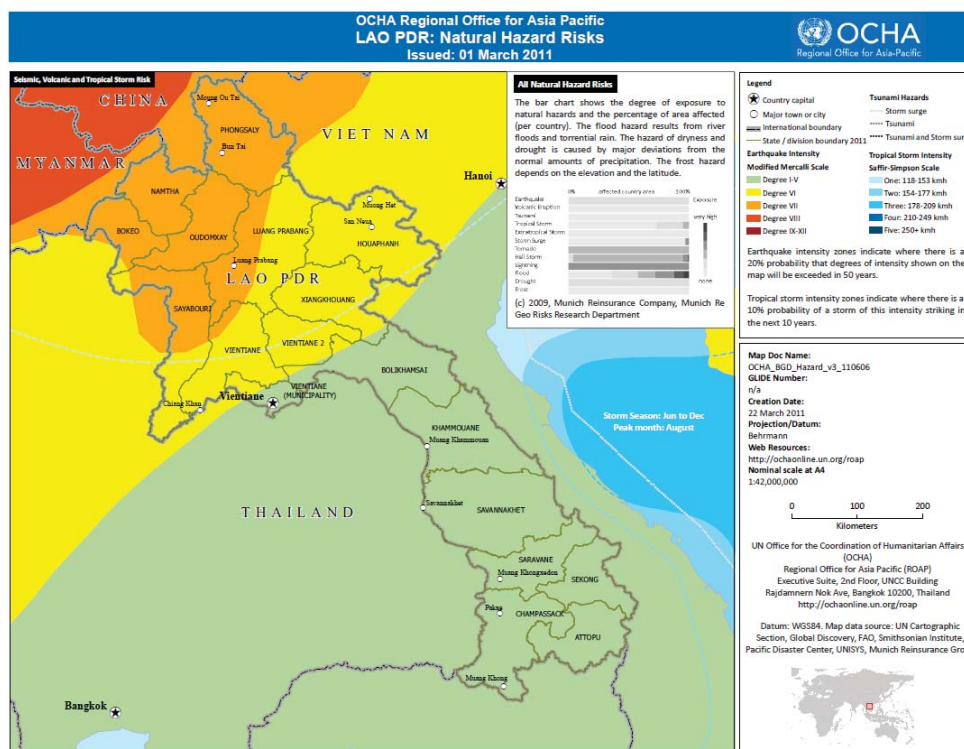 OCHA Regional Office for Asia Pacific
LAO PDR: Natural Hazard Risks
Issued: 01 March 2011
OCHA
Regional Office for Asia-Pacific
Seismic, Volcanic and Tropical Storm Risk
CHINA
MYANMAR
VIET NAM
Hanoi
Moung Ou Tai
PHONGSALY
Bun Tai
NAMTHA
BOKEO
OUDOMXAY
LUANG PRABANG
Muong Het
San Neua
HOUAPHANH
Luang Prabang
LAO PDR
XIANGKHOUANG
SAYABOURI
VIENTIANE
VIENTIANE 2
BOLIKHAMSAI
VIENTIANE
(MUNICIPALITY)
Vientiane
Chiang Khan
KHAMMOUANE
Muang Khammouan
THAILAND
Savannakhet
SAVANNAKHET
SARAVANE
Muang Khongxedon
SEKONG
Pakxe
CHAMPASSACK
ATTOPU
Muang Khong
Bangkok
Storm Season: Jun to Dec
Peak month: August
All Natural Hazard Risks
The bar chart shows the degree of exposure to
natural hazards and the percentage of area affected
(per country). The flood hazard results from river
floods and torrential rain. The hazard of dryness and
drought is caused by major deviations from the
normal amounts of precipitation. The frost hazard
depends on the elevation and the latitude.
0% affected country area 100%
Exposure
Earthquake
Volcanic Eruption
Tsunami
very high
Tropical Storm
Extratropical Storm
Storm Surge
Tornado
Hail Storm
Lightning
Flood
Drought
none
Frost
(c) 2009, Munich Reinsurance Company, Munich Re
Geo Risks Research Department
Legend
Country capital
Major town or city
International boundary
State / division boundary 2011
Earthquake Intensity
Modified Mercalli Scale
Degree I-V
Degree VI
Degree VII
Degree VIII
Degree IX-XII
Tsunami Hazards
Storm surge
Tsunami
Tsunami and Storm sur
Tropical Storm Intensity
Saffir-Simpson Scale
One: 118-153 kmh
Two: 154-177 kmh
Three: 178-209 kmh
Four: 210-249 kmh
Five: 250+ kmh
Earthquake intensity zones indicate where there is a
20% probability that degrees of intensity shown on the
map will be exceeded in 50 years.
Tropical storm intensity zones indicate where there is a
10% probability of a storm of this intensity striking in
the next 10 years.
Map Doc Name:
OCHA_BGD_Hazard_v3_110606
GLIDE Number:
n/a
Creation Date:
22 March 2011
Projection/Datum:
Behrmann
Web Resources:
http://ochaonline.un.org/roap
Nominal scale at A4
1:42,000,000
0 100 200
Kilometers
UN Office for the Coordination of Humanitarian Affairs
(OCHA)
Regional Office for Asia Pacific (ROAP)
Executive Suite, 2nd Floor, UNCC Building
Rajdamnern Nok Ave, Bangkok 10200, Thailand
http://ochaonline.un.org/roap
Datum: WGS84. Map data source: UN Cartographic
Section, Global Discovery, FAO, Smithsonian Institute,
Pacific Disaster Center, UNISYS, Munich Reinsurance Gro